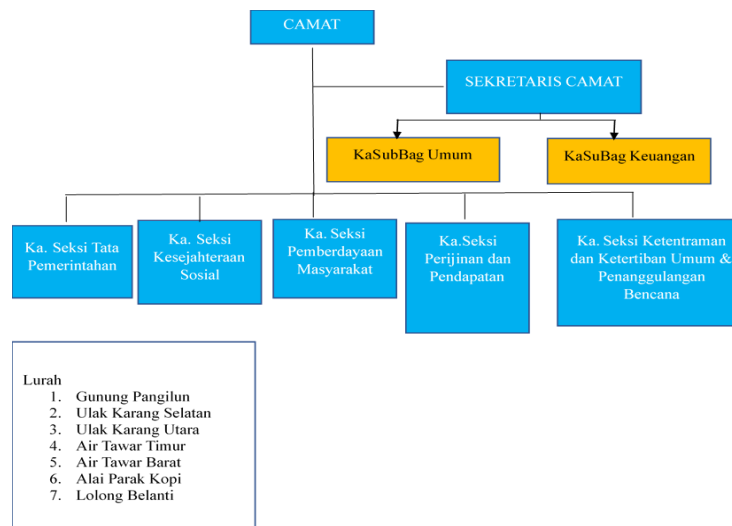 CAMAT
SEKRETARIS CAMAT
KaSubBag Umum
KaSuBag Keuangan
Ka. Seksi Tata
Pemerintahan
Ka. Seksi
Kesejahteraan
Sosial
Ka. Seksi
Pemberdayaan
Masyarakat
Ka.Seksi
Perijinan dan
Pendapatan
Ka. Seksi Ketentraman
dan Ketertiban Umum &
Penanggulangan
Bencana
Lurah
1. Gunung Pangilun
2. Ulak Karang Selatan
3. Ulak Karang Utara
4. Air Tawar Timur
5. Air Tawar Barat
6. Alai Parak Kopi
7. Lolong Belanti